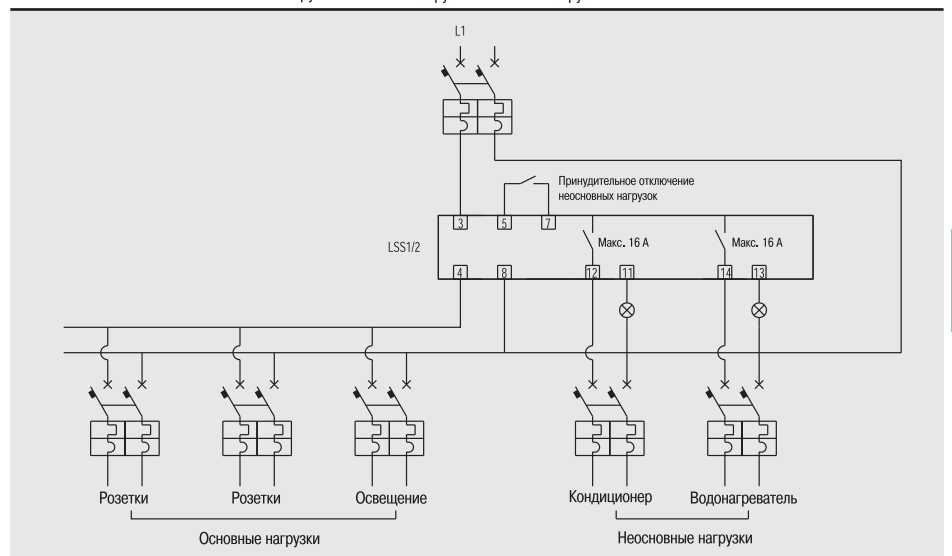 L1
Принудительное отключение
неосновных нагрузок
3 5 7
LSS1/2
Макс. 16 А Макс. 16 А
4 8 12 11 14 13
Розетки Розетки Освещение Кондиционер Водонагреватель
Основные нагрузки Неосновные нагрузки